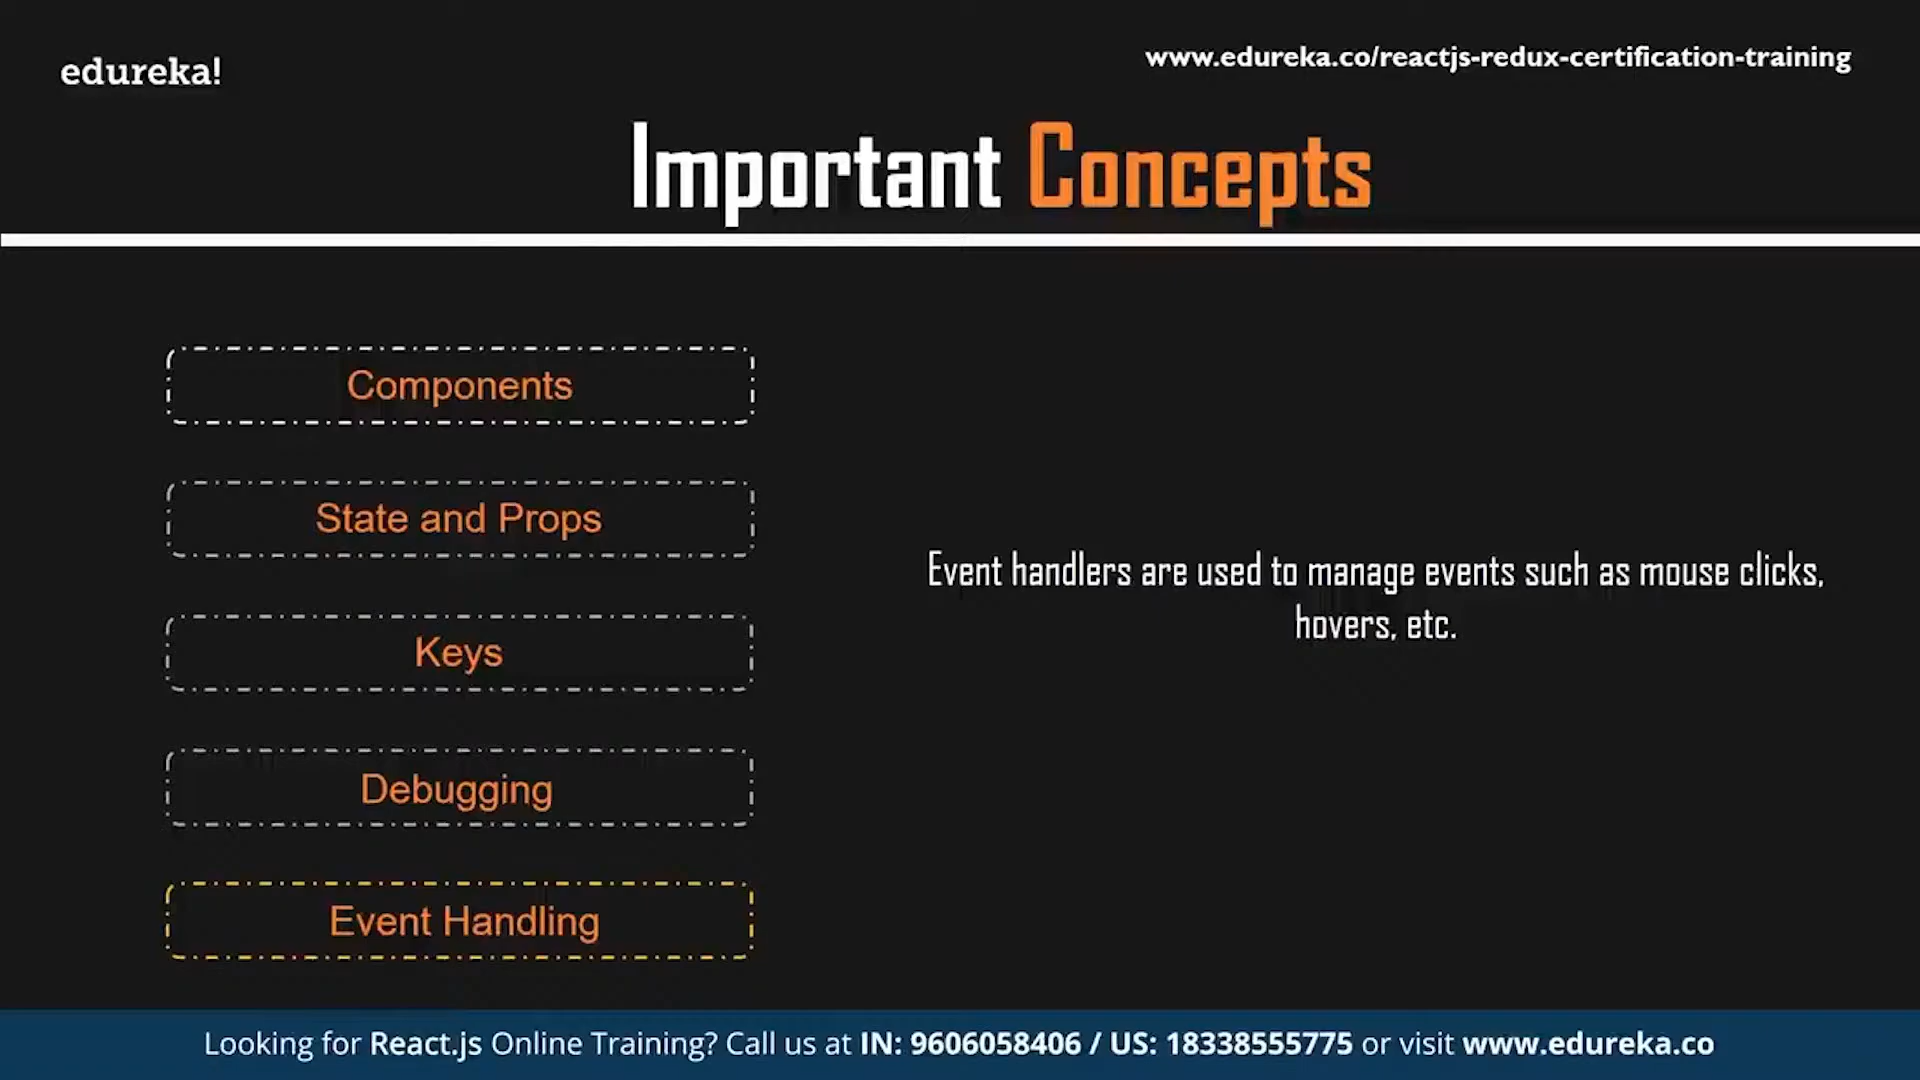 edureka!
www.edureka.co/reactjs-redux-certification-training
Important Concepts
Components
State and Props
Keys
Debugging
Event Handling
Event handlers are used to manage events such as mouse clicks,
hovers, etc.
Looking for React.js Online Training? Call us at IN: 9606058406 / US: 18338555775 or visit www.edureka.co